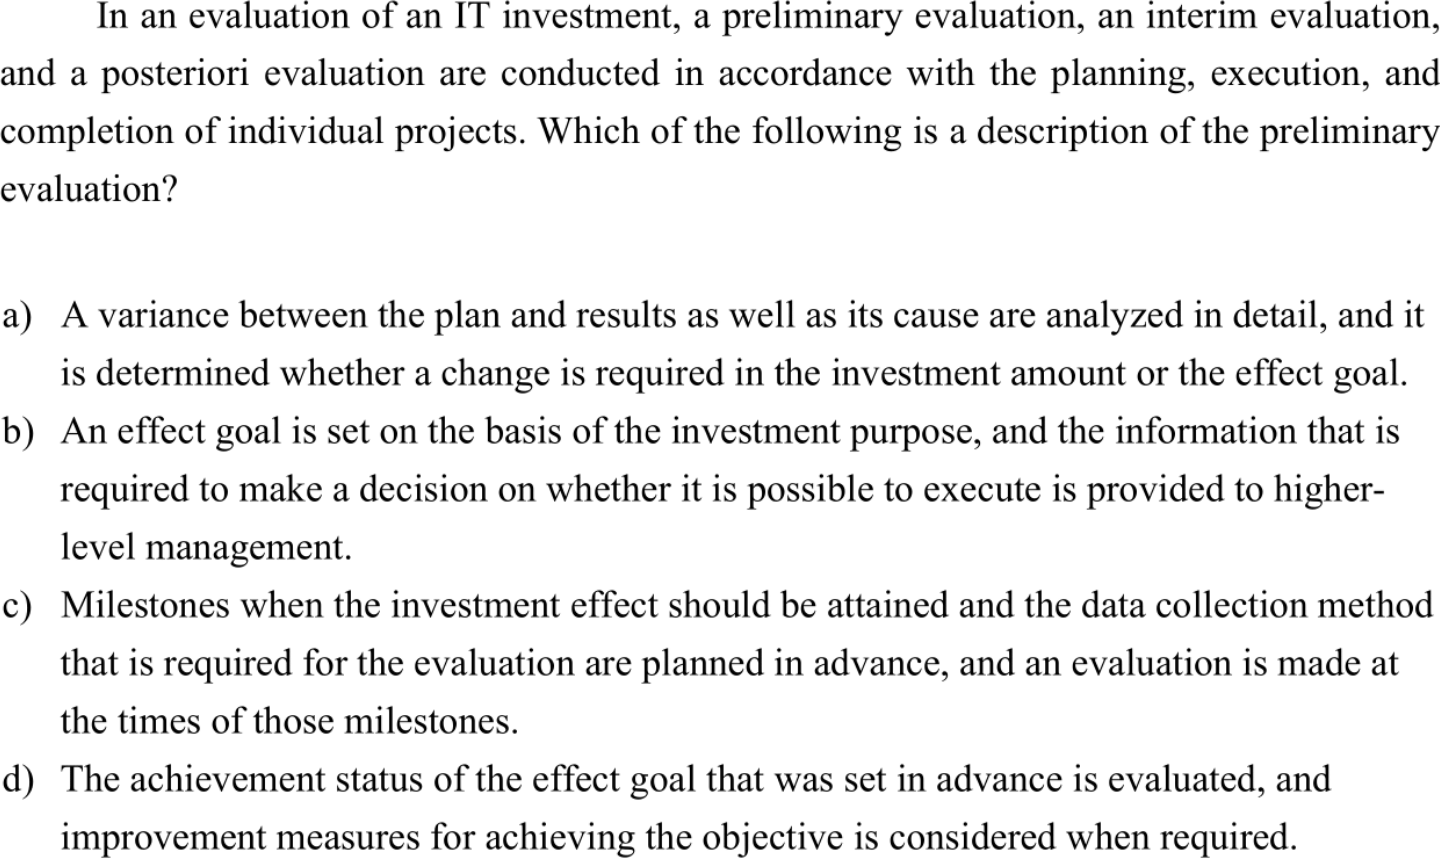 In an evaluation of an IT investment, a preliminary evaluation, an interim evaluation,
and a posteriori evaluation are conducted in accordance with the planning, execution, and
completion of individual projects. Which of the following is a description of the preliminary
evaluation?
a) A variance between the plan and results as well as its cause are analyzed in detail, and it
is determined whether a change is required in the investment amount or the effect goal.
b) An effect goal is set on the basis of the investment purpose, and the information that is
required to make a decision on whether it is possible to execute is provided to higher-
level management.
c) Milestones when the investment effect should be attained and the data collection method
that is required for the evaluation are planned in advance, and an evaluation is made at
the times of those milestones.
d) The achievement status of the effect goal that was set in advance is evaluated, and
improvement measures for achieving the objective is considered when required.